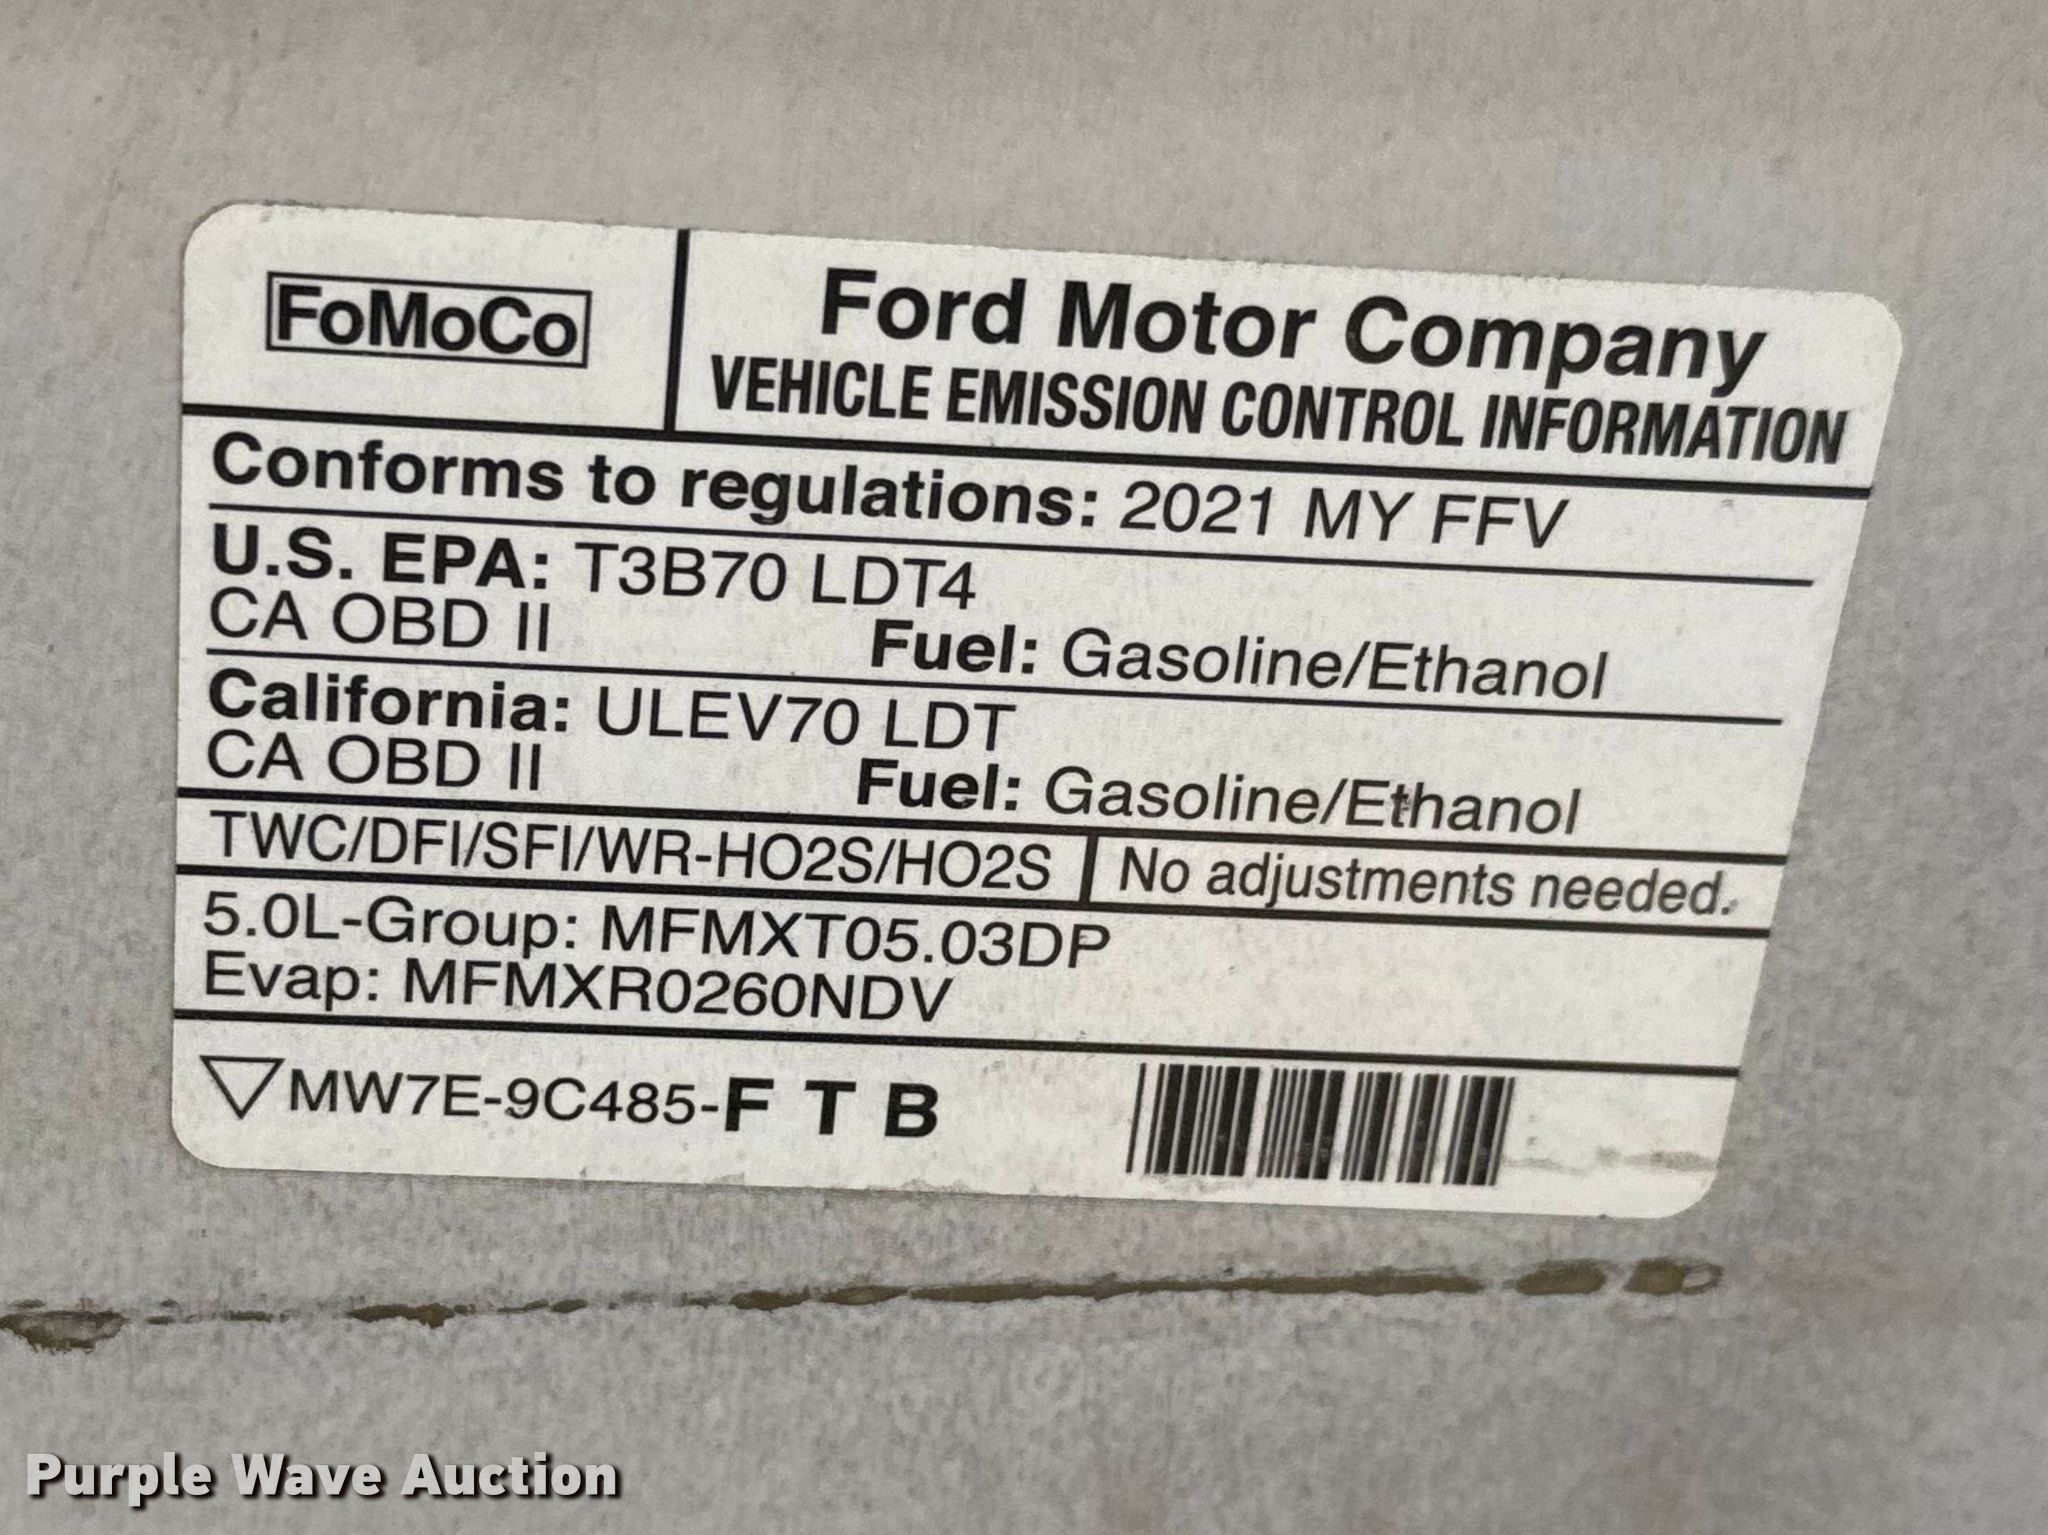 FoMoCo
Ford Motor Company
VEHICLE EMISSION CONTROL INFORMATION
Conforms to regulations: 2021 MY FFV
U.S. EPA: T3B70 LDT4
CA OBD II Fuel: Gasoline/Ethanol
California: ULEV70 LDT
CA OBD II Fuel: Gasoline/Ethanol
TWC/DFI/SFI/WR-HO2S/HO2S No adjustments needed.
5.0L-Group: MFMXT05.03DP
Evap: MFMXR0260NDV
MW7E-9C485-F T B
Purple Wave Auction